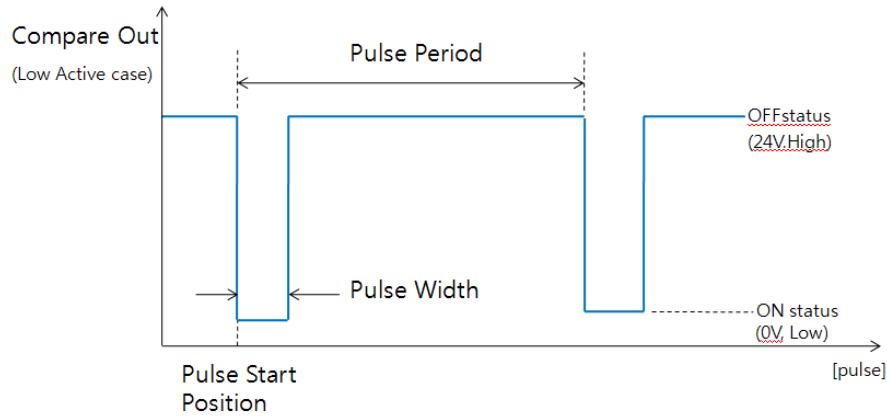 Compare Out
(Low Active case)
Pulse Period
OFFstatus
(24V.High)
Pulse Width
ON status
(0V, Low)
[pulse]
Pulse Start
Position